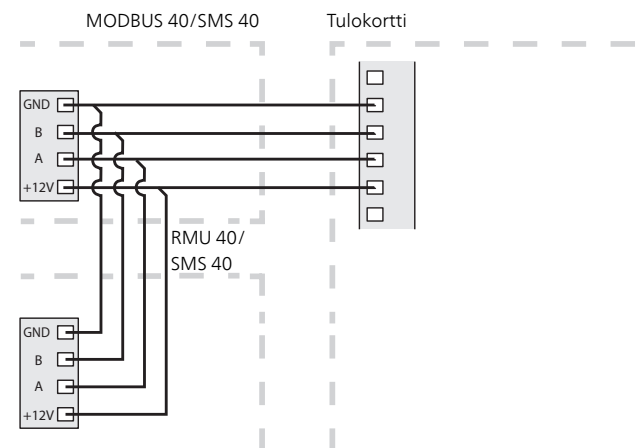 MODBUS 40/SMS 40
Tulokortti
GND
B
A
+12V
RMU 40/
SMS 40
GND
B
A
+12V